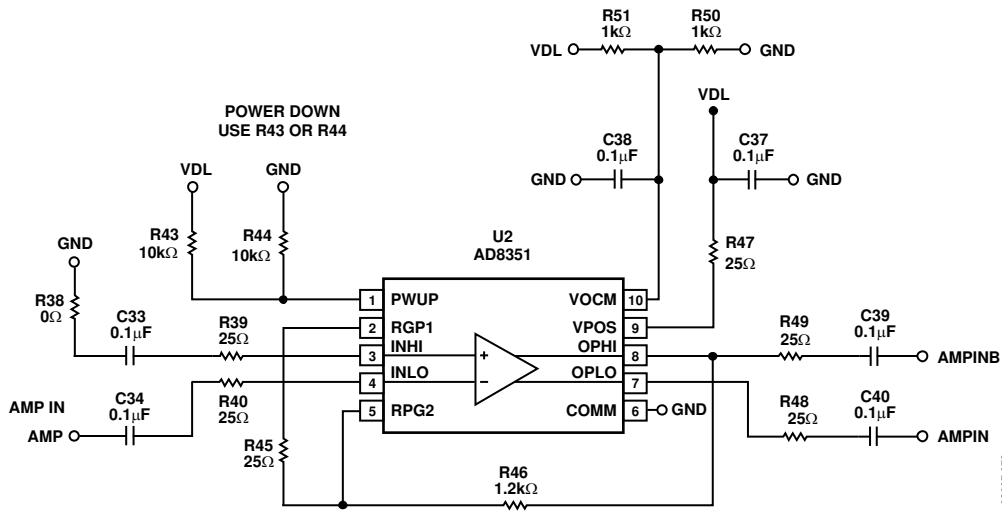 R51
1kΩ
R50
1kΩ
VDL
GND
POWER DOWN
USE R43 OR R44
VDL
C38
0.1μF
C37
0.1μF
VDL
GND
GND
GND
U2
AD8351
R47
25Ω
GND
R43
10kΩ
R44
10kΩ
R38
0Ω
1 PWUP
VOCM 10
C33
0.1μF
R39
25Ω
2 RGP1
VPOS 9
R49
25Ω
C39
0.1μF
3 INHI
+
OPHI 8
AMPINB
4 INLO
−
OPLO 7
AMP IN
AMP
C34
0.1μF
R40
25Ω
5 RPG2
COMM 6
GND
R48
25Ω
C40
0.1μF
AMPIN
R45
25Ω
R46
1.2kΩ